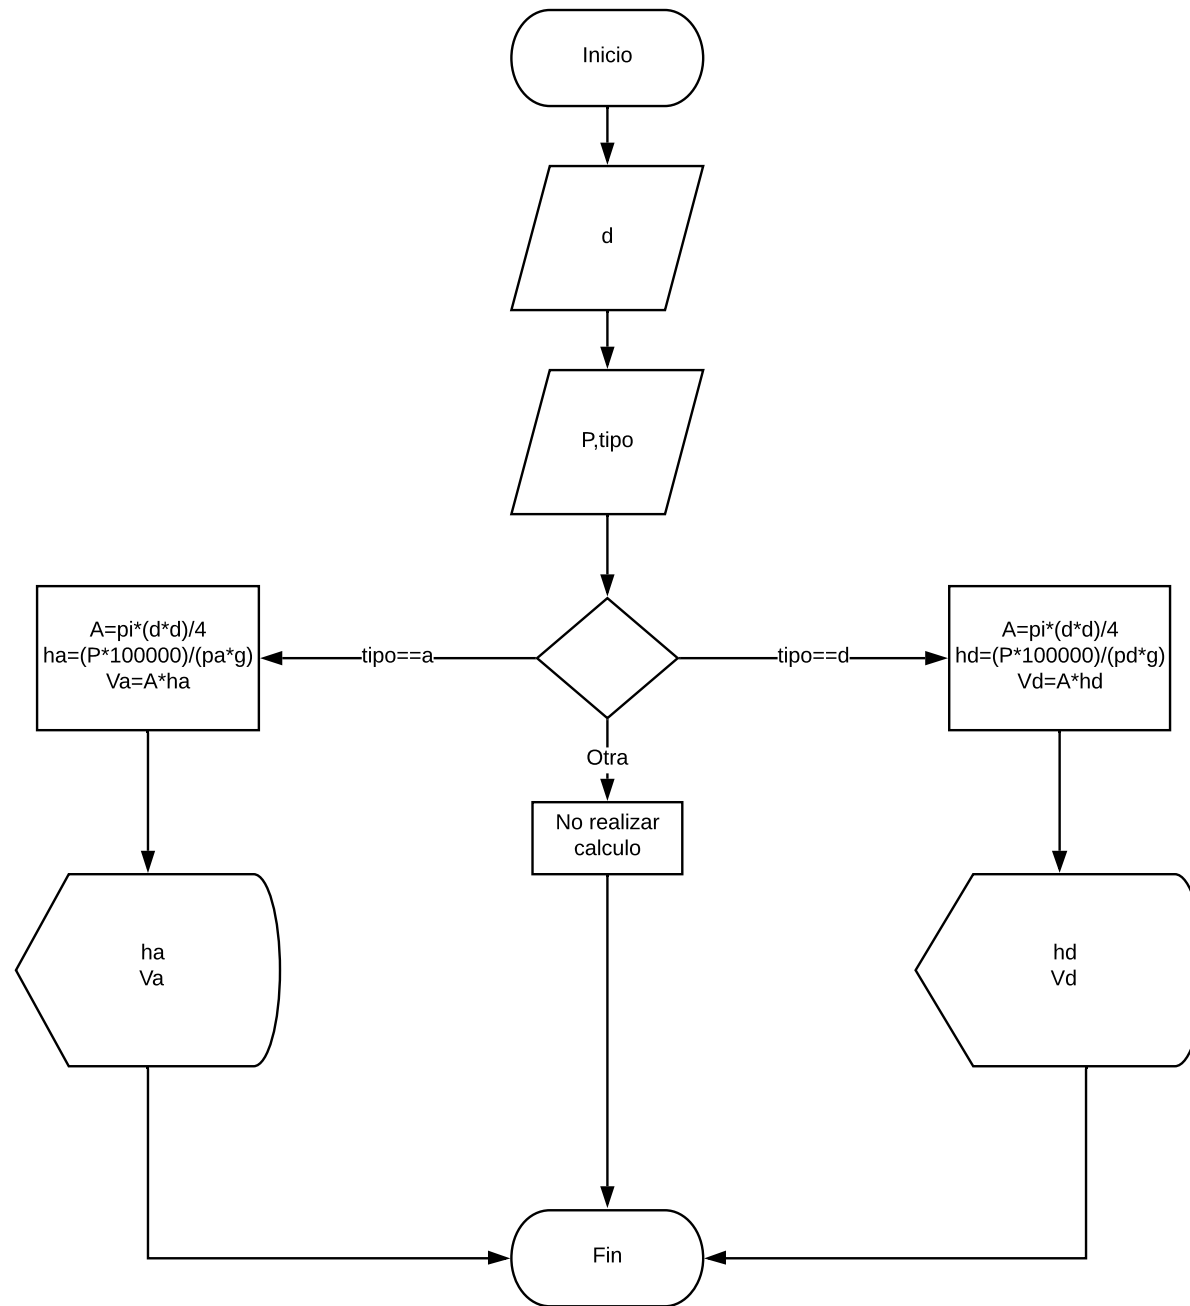 Inicio
d
P,tipo
A=pi*(d*d)/4
ha=(P*100000)/(pa*g)
Va=A*ha
tipo==a
tipo==d
A=pi*(d*d)/4
hd=(P*100000)/(pd*g)
Vd=A*hd
Otra
No realizar
calculo
ha
Va
hd
Vd
Fin